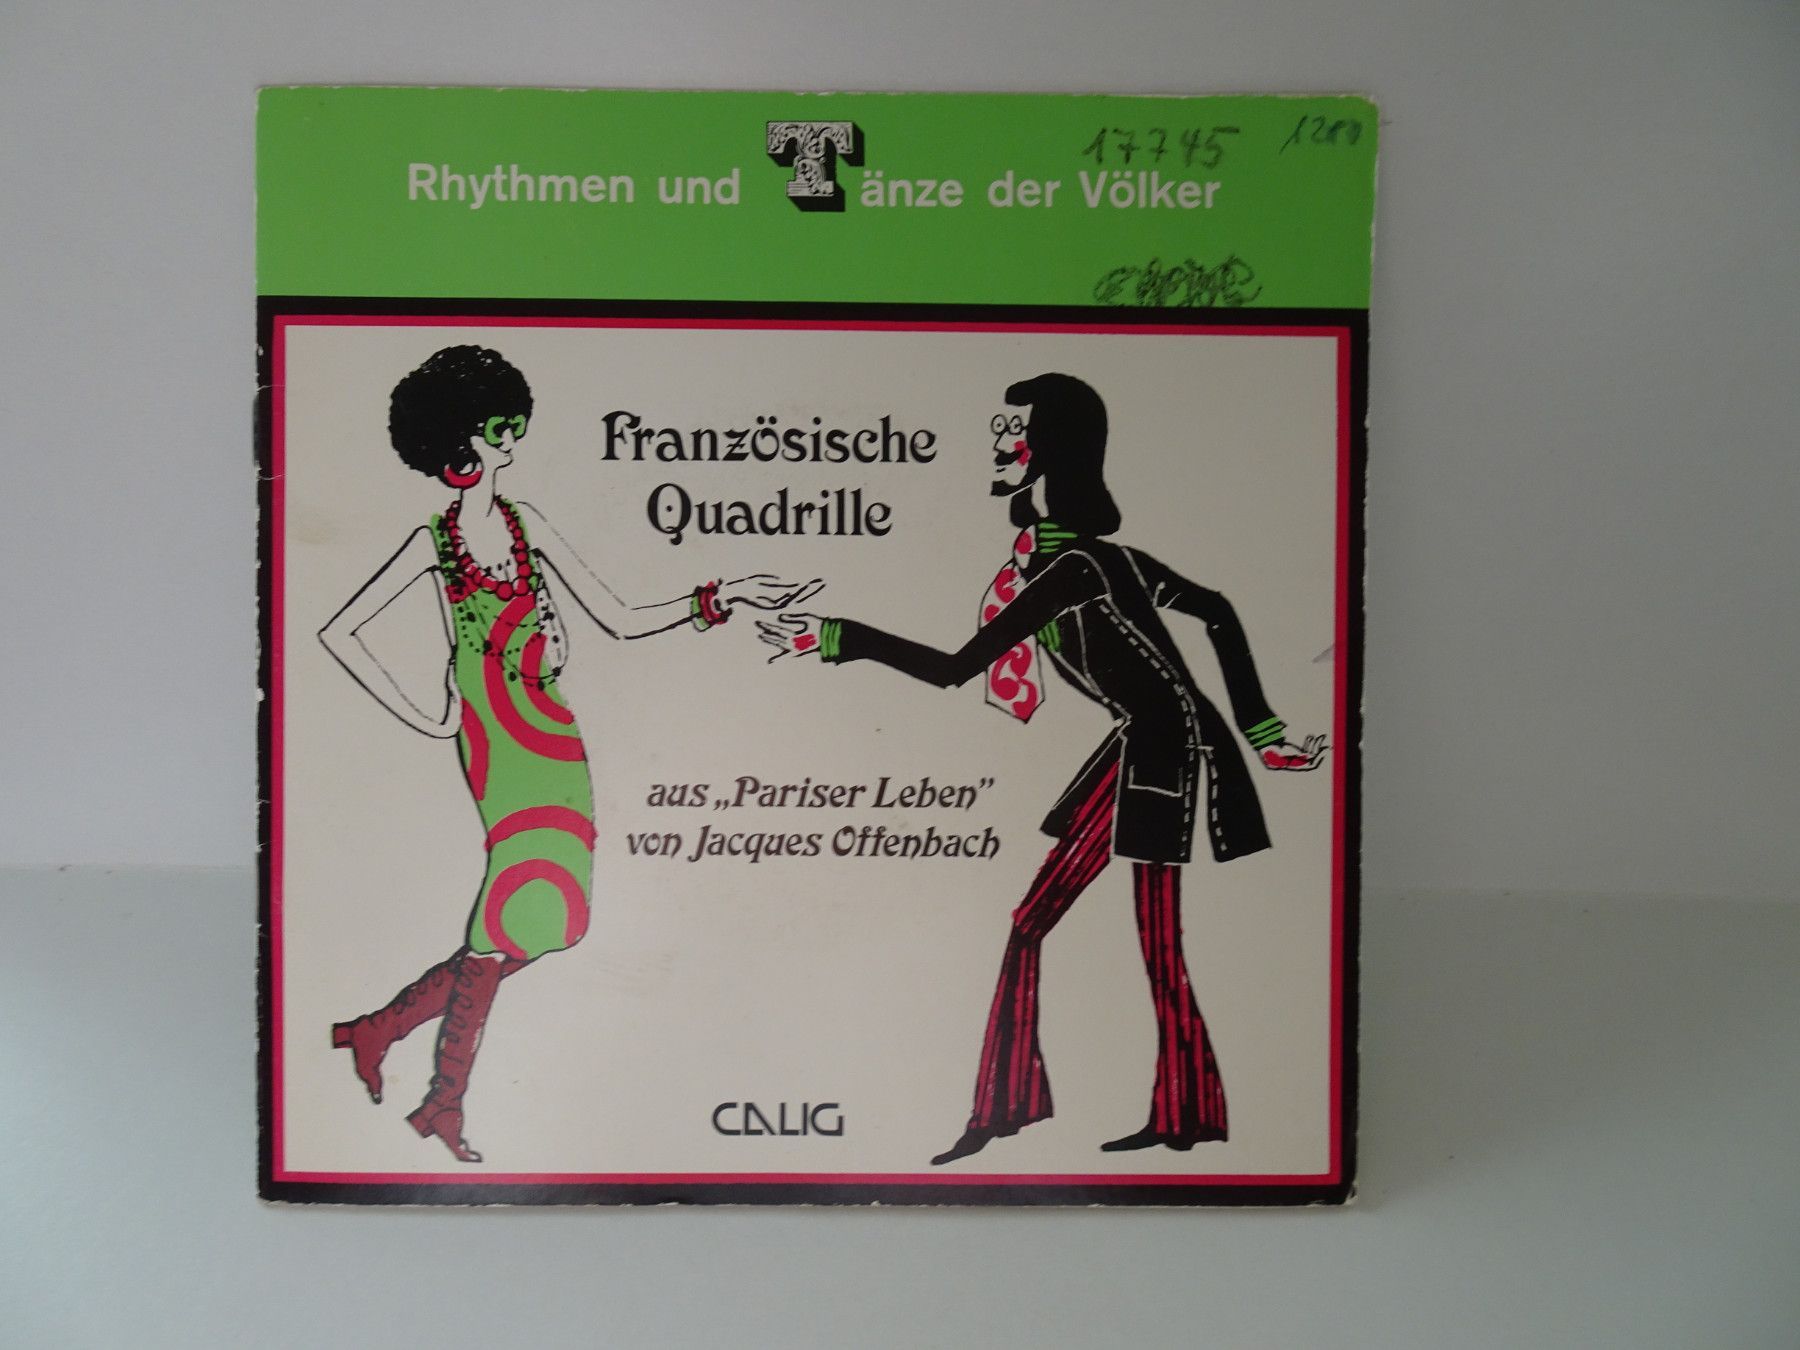 17745
Rhythmen und Tänze der Völker
Französische
Quadrille
aus „Pariser Leben”
von Jacques Offenbach
CALIG